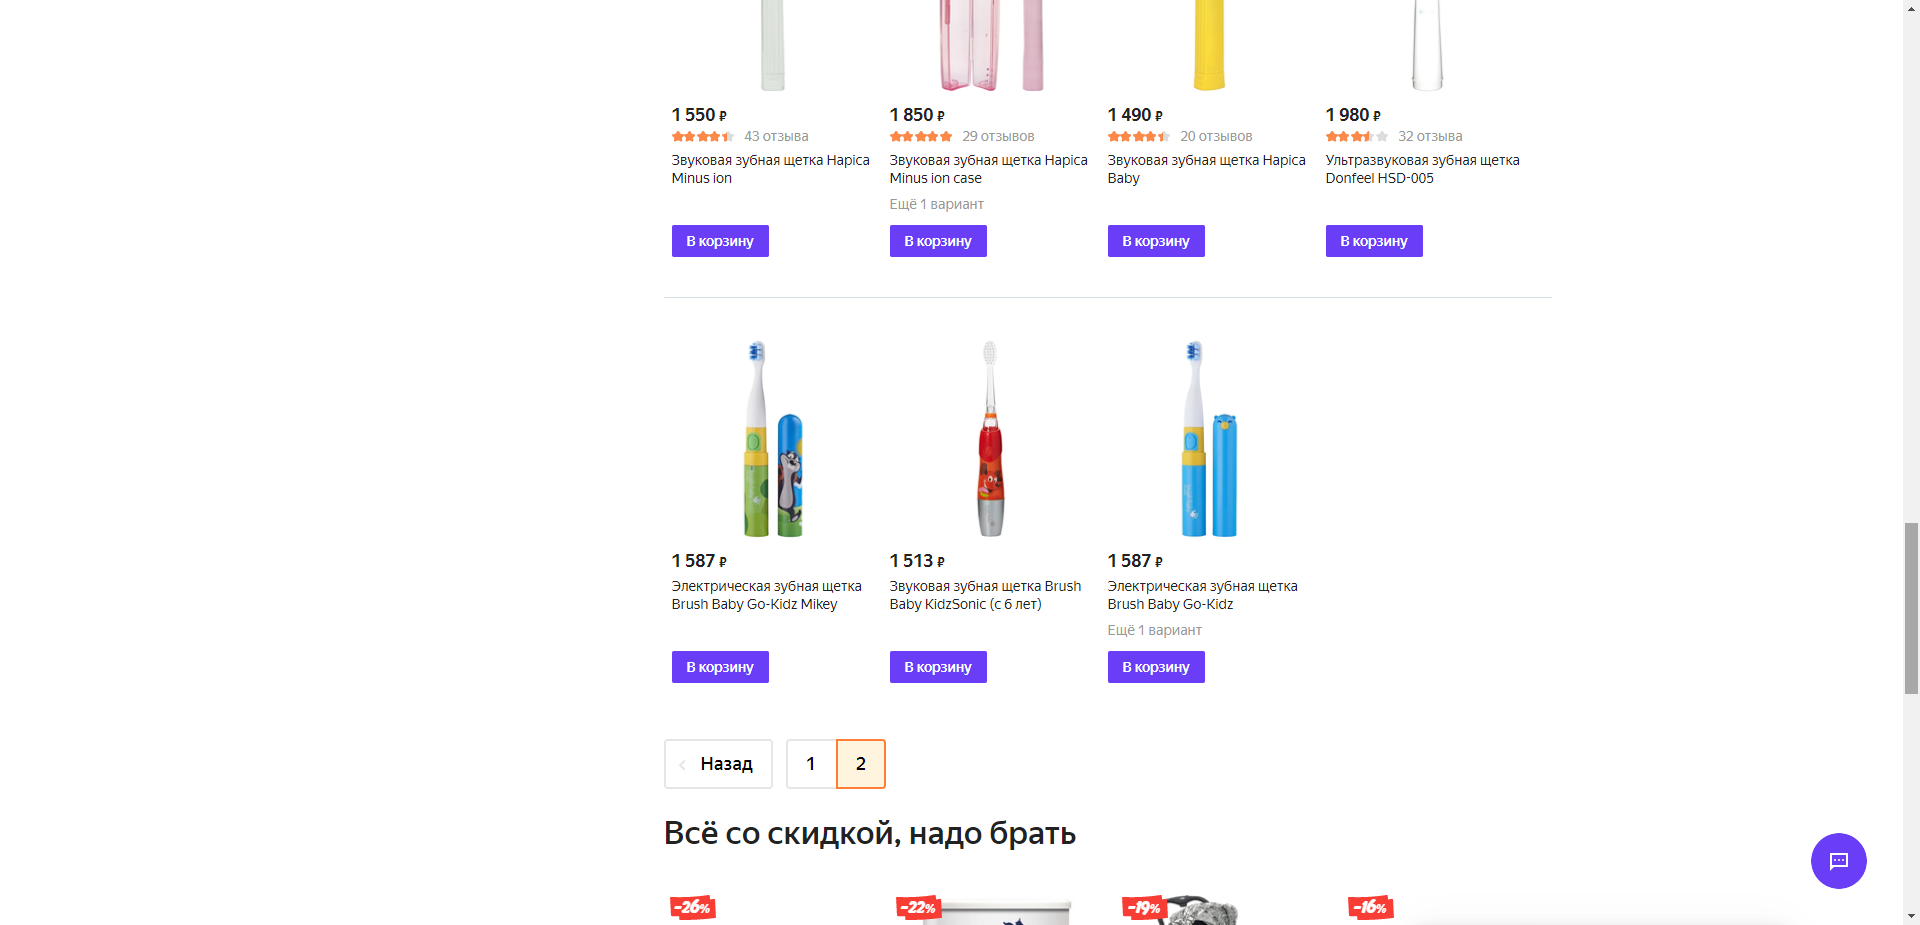 1 550 ₽
43 отзыва
Звуковая зубная щетка Hapica
Minus ion
В корзину
1 850 ₽
29 отзывов
Звуковая зубная щетка Hapica
Minus ion case
Ещё 1 вариант
В корзину
1 490 ₽
20 отзывов
Звуковая зубная щетка Hapica
Baby
В корзину
1 980 ₽
32 отзыва
Ультразвуковая зубная щетка
Donfeel HSD-005
В корзину
1 587 ₽
Электрическая зубная щетка
Brush Baby Go-Kidz Mikey
В корзину
1 513 ₽
Звуковая зубная щетка Brush
Baby KidzSonic (с 6 лет)
В корзину
1 587 ₽
Электрическая зубная щетка
Brush Baby Go-Kidz
Ещё 1 вариант
В корзину
Назад
1
2
Всё со скидкой, надо брать
-26%
-22%
-19%
-16%